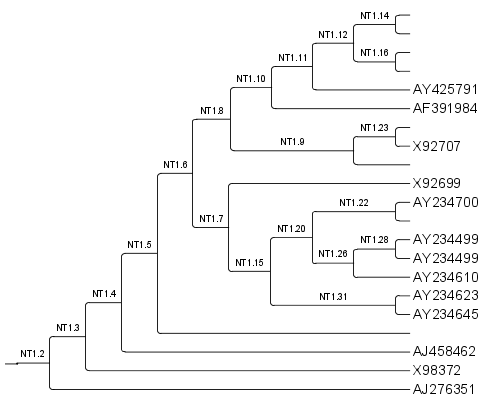 NT1.14
NT1.12
NT1.16
NT1.11
NT1.10
AY425791
AF391984
NT1.8
NT1.23
NT1.9
X92707
NT1.6
X92699
NT1.22
AY234700
NT1.7
NT1.20
NT1.28
AY234499
NT1.5
NT1.26
AY234499
NT1.15
AY234610
NT1.4
NT1.31
AY234623
AY234645
NT1.3
NT1.2
AJ458462
X98372
AJ276351